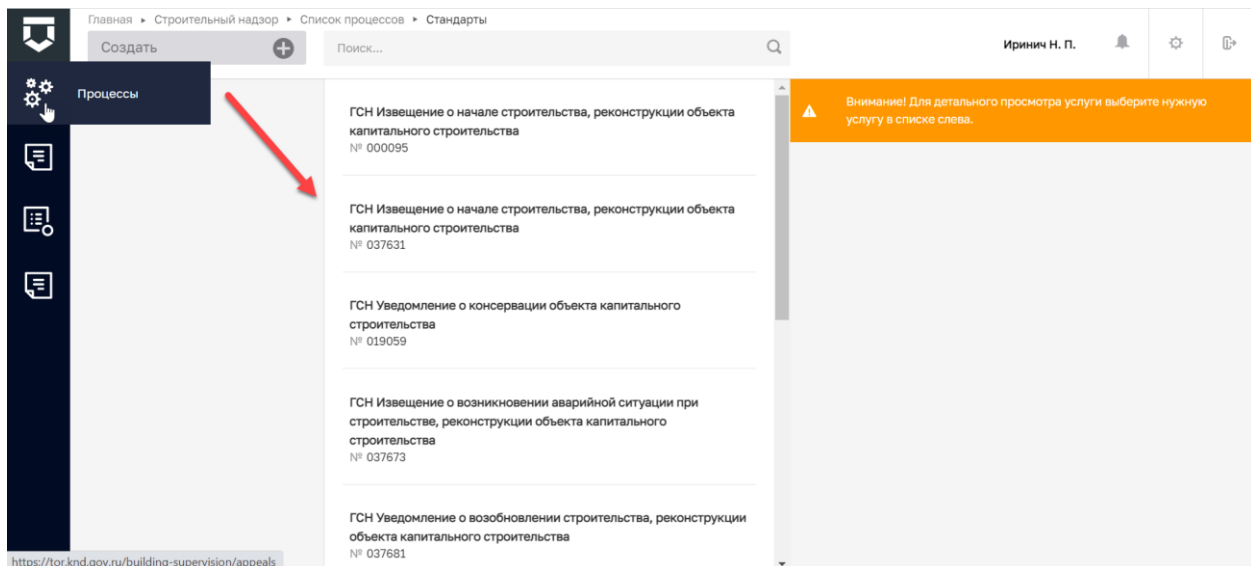 Главная ▸ Строительный надзор ▸ Список процессов ▸ Стандарты
Создать
Поиск...
Иринич Н. П.
Процессы
ГСН Извещение о начале строительства, реконструкции объекта
капитального строительства
№ 000095
ГСН Извещение о начале строительства, реконструкции объекта
капитального строительства
№ 037631
ГСН Уведомление о консервации объекта капитального
строительства
№ 019059
ГСН Извещение о возникновении аварийной ситуации при
строительстве, реконструкции объекта капитального
строительства
№ 037673
ГСН Уведомление о возобновлении строительства, реконструкции
объекта капитального строительства
№ 037681
Внимание! Для детального просмотра услуги выберите нужную
услугу в списке слева.
https://tor.knd.gov.ru/building-supervision/appeals